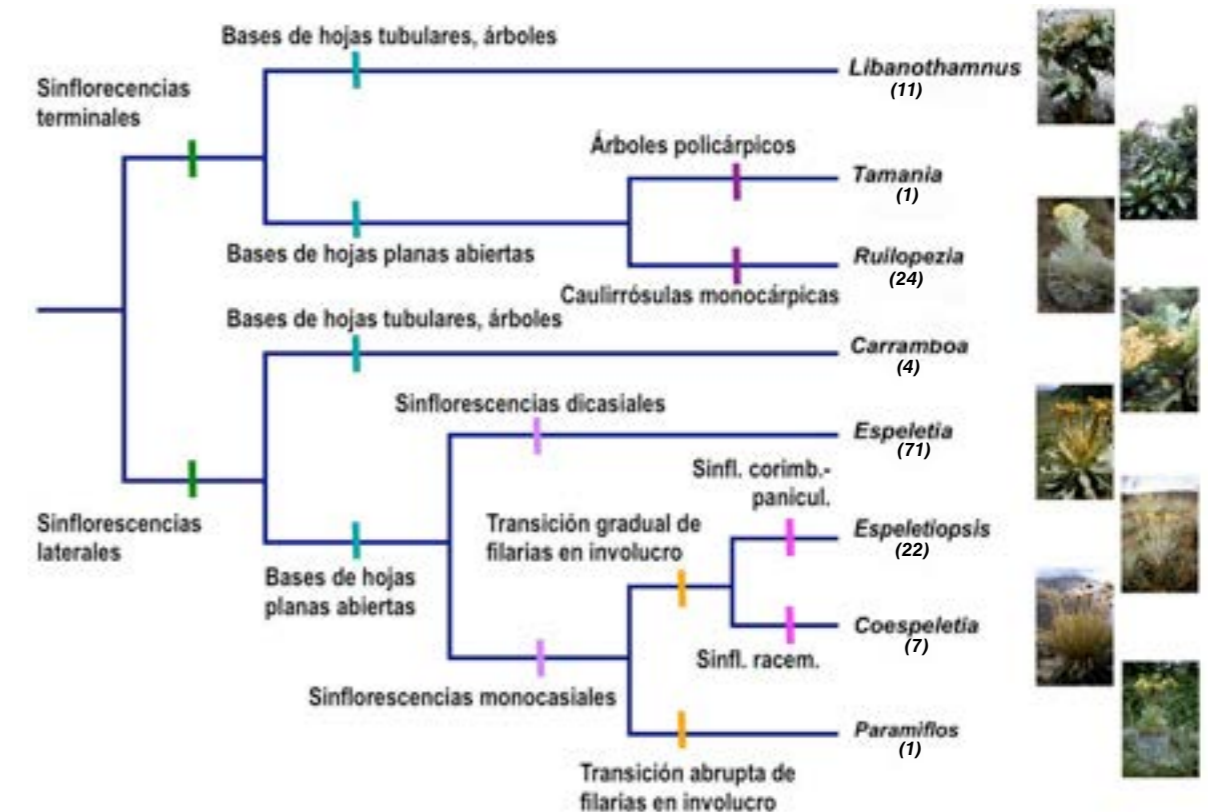 Bases de hojas tubulares, árboles
Sinflorecencias
terminales
Libanothamnus
(11)
Árboles policárpicos
Tamania
(1)
Bases de hojas planas abiertas
Ruilopezia
(24)
Caulirrósulas monocárpicas
Bases de hojas tubulares, árboles
Carramboa
(4)
Sinflorescencias dicasiales
Espeletia
(71)
Sinfl. corimb.-
panicul.
Sinflorescencias
laterales
Transición gradual de
filarias en involucro
Espeletiopsis
(22)
Bases de hojas
planas abiertas
Coespeletia
(7)
Sinfl. racem.
Sinflorescencias monocasiales
Paramiflos
(1)
Transición abrupta de
filarias en involucro